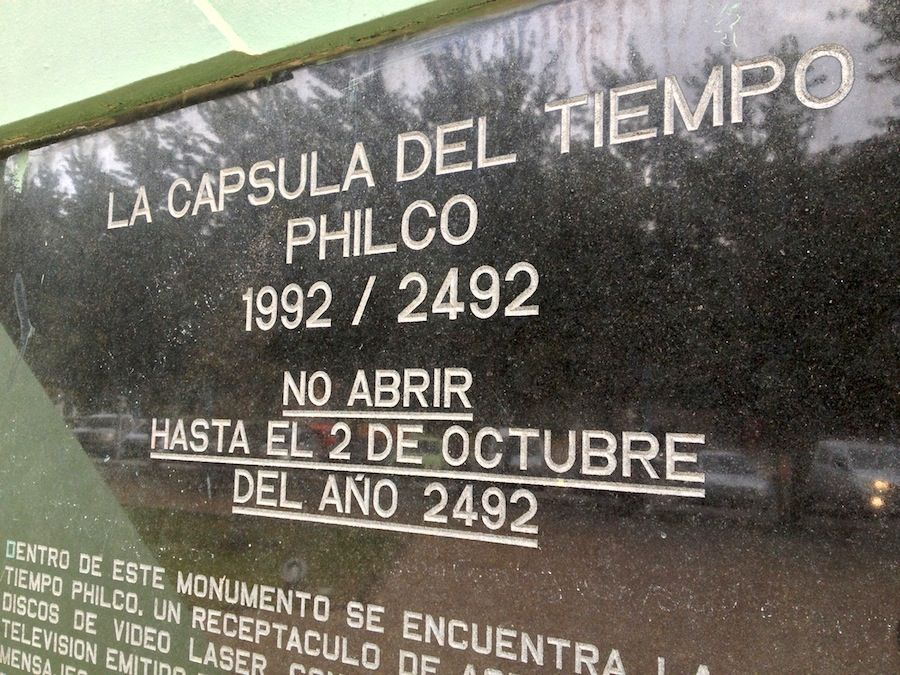 LA CAPSULA DEL TIEMPO
PHILCO
1992 / 2492
NO ABRIR
HASTA EL 2 DE OCTUBRE
DEL AÑO 2492
DENTRO DE ESTE MONUMENTO SE ENCUENTRA LA
TIEMPO PHILCO, UN RECEPTACULO DE
DISCOS DE VIDEO LASER
TELEVISION EMITIDO